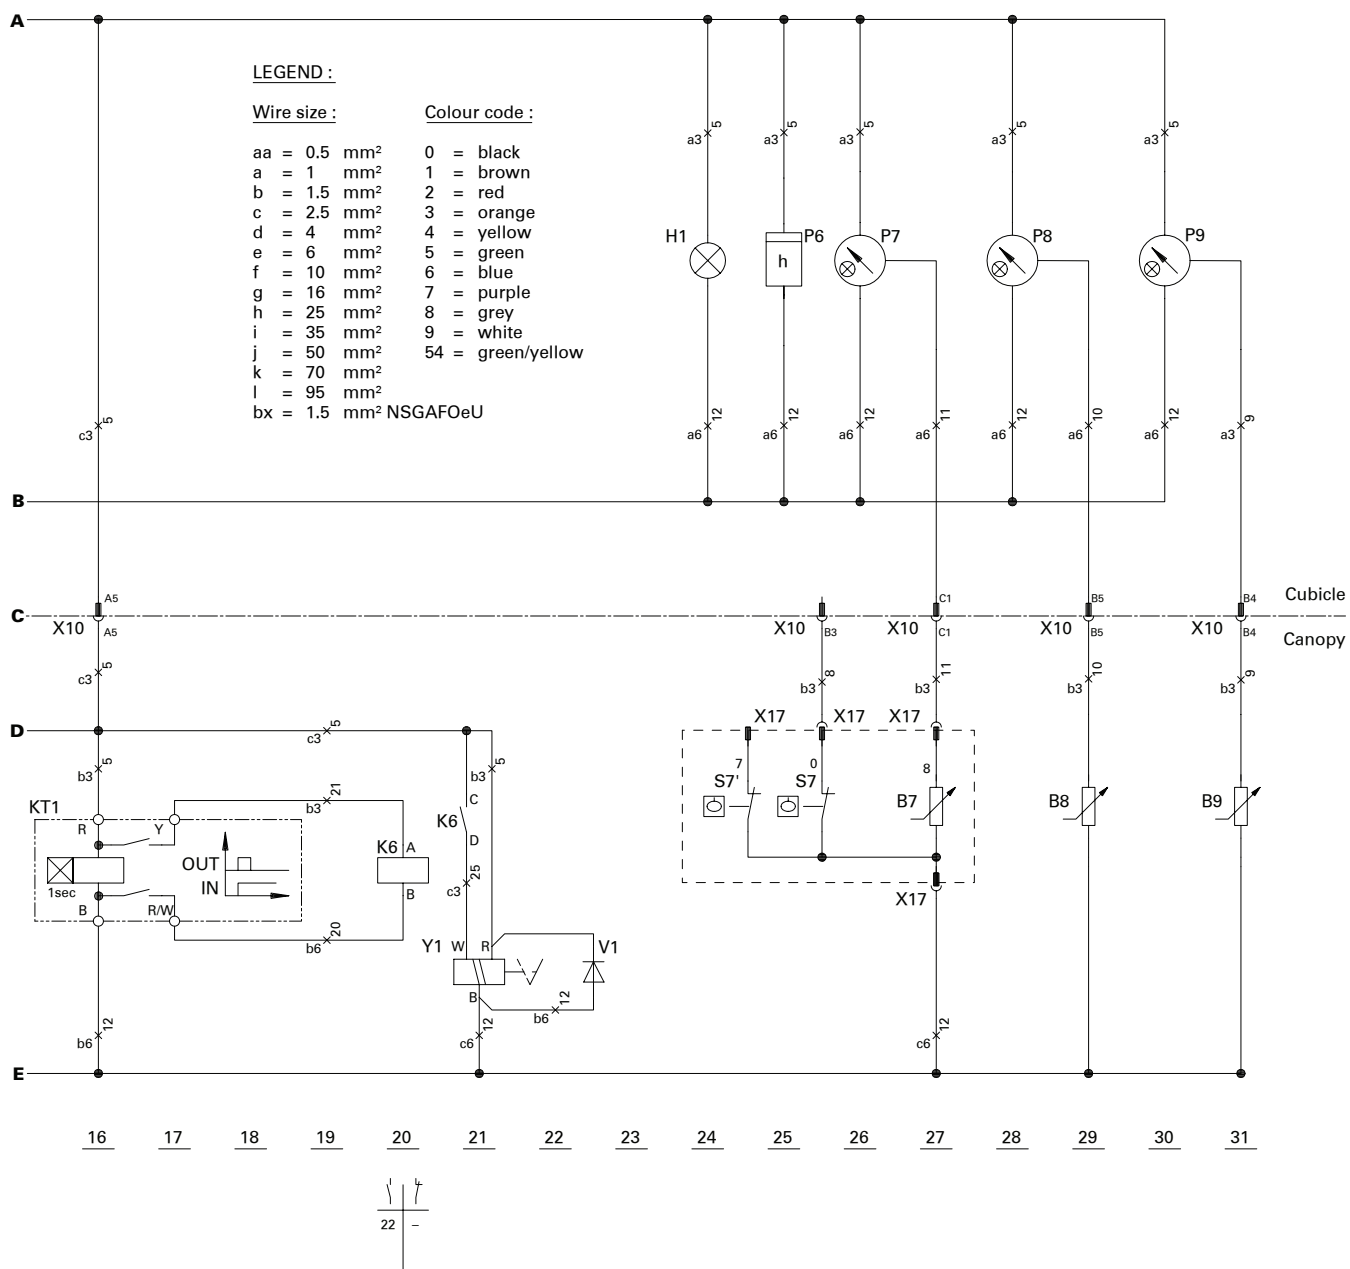 A
LEGEND :
Wire size : Colour code :
aa = 0.5 mm² 0 = black
a = 1 mm² 1 = brown
b = 1.5 mm² 2 = red
c = 2.5 mm² 3 = orange
d = 4 mm² 4 = yellow
e = 6 mm² 5 = green
f = 10 mm² 6 = blue
g = 16 mm² 7 = purple
h = 25 mm² 8 = grey
i = 35 mm² 9 = white
j = 50 mm² 54 = green/yellow
k = 70 mm²
l = 95 mm²
bx = 1.5 mm² NSGAFOeU
5 5 5 5 5
a3 a3 a3 a3 a3
H1 P6 P7 P8 P9
h
5 12 12 12 11 12 10 12 9
c3 a6 a6 a6 a6 a6 a6 a6 a3
B
A5 C1 B5 B4 Cubicle
C
X10 A5 X10 B3 X10 C1 X10 B5 X10 B4 Canopy
5 8 11 10 9
c3 b3 b3 b3 b3
X17 X17 X17
D
5
c3
5 21 5
b3 b3 b3
7 0 8
S7' S7
KT1 C B7 B8 B9
R Y K6
D
OUT K6 A
IN
1sec
25
c3
B R/W B
20
b6
X17
Y1 W R V1
B
12
b6
12 12 12
b6 c6 c6
E
16 17 18 19 20 21 22 23 24 25 26 27 28 29 30 31
22 –